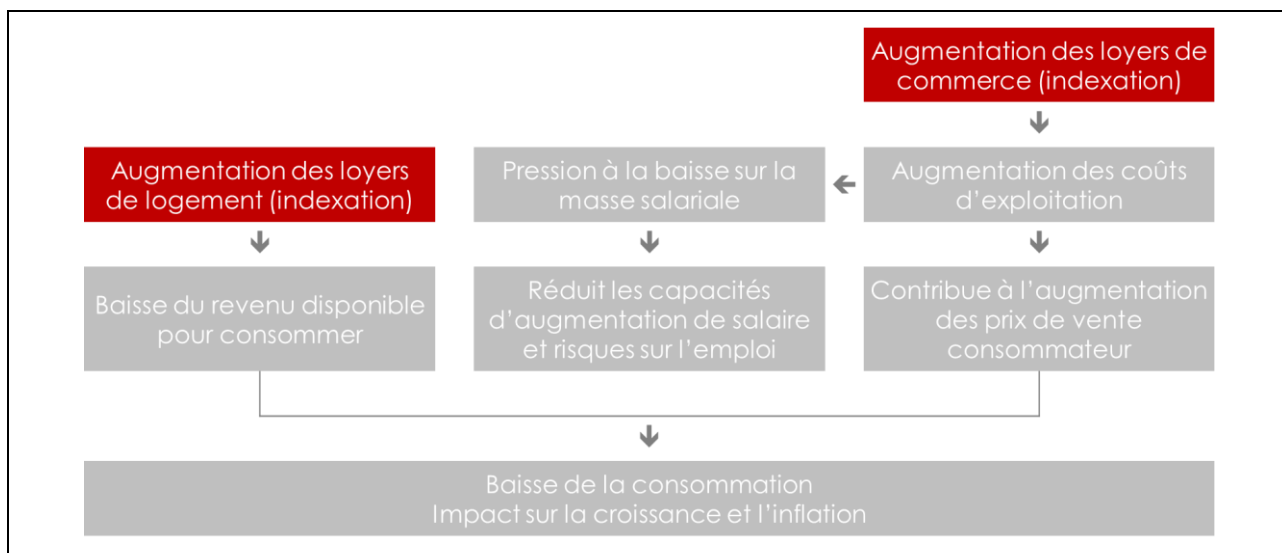 Augmentation des loyers de
commerce (indexation)
Augmentation des loyers
de logement (indexation)
Pression à la baisse sur la
masse salariale
Augmentation des coûts
d'exploitation
Baisse du revenu disponible
pour consommer
Réduit les capacités
d'augmentation de salaire
et risques sur l'emploi
Contribue à l'augmentation
des prix de vente
consommateur
Baisse de la consommation
Impact sur la croissance et l'inflation